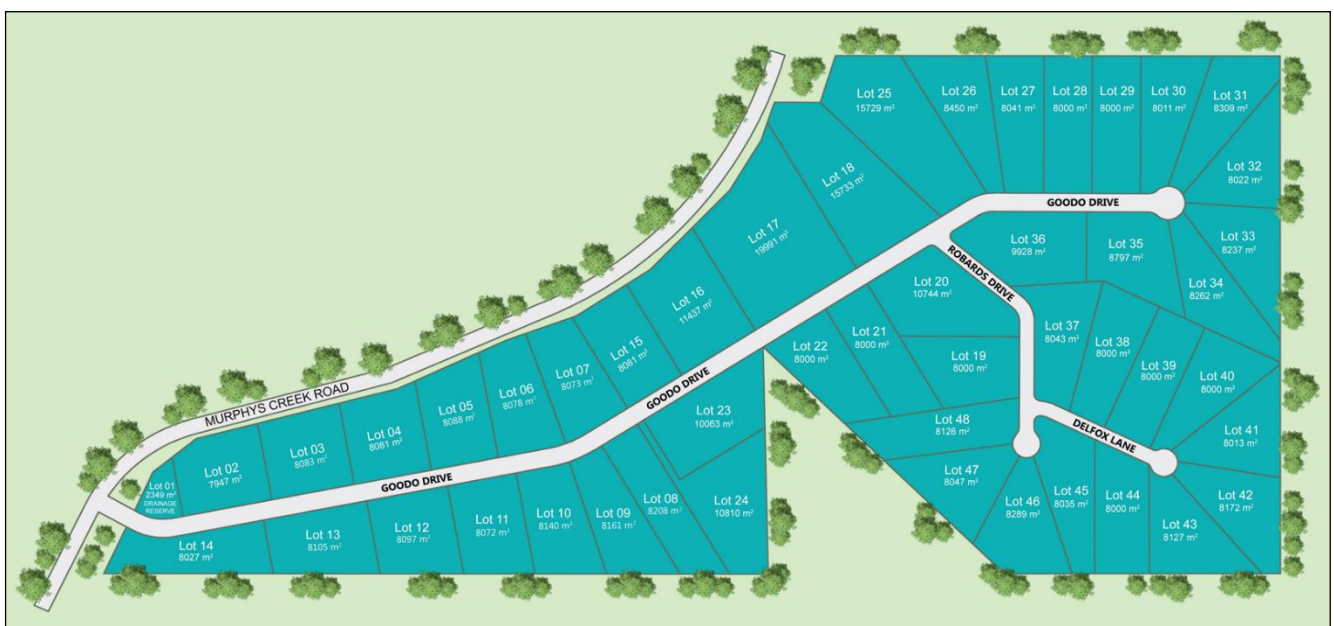 Lot 25
15729 m²
Lot 26
8450 m²
Lot 27
8041 m²
Lot 28
8000 m²
Lot 29
8000 m²
Lot 30
8011 m²
Lot 31
8309 m²
Lot 32
8022 m²
Lot 18
15733 m²
Lot 17
19991 m²
GOODO DRIVE
Lot 36
9928 m²
Lot 35
8797 m²
Lot 33
8237 m²
Lot 34
8262 m²
ROBARDS DRIVE
Lot 20
10744 m²
Lot 16
11437 m²
Lot 15
8081 m²
Lot 07
8073 m²
Lot 06
8078 m²
Lot 05
8088 m²
Lot 04
8081 m²
Lot 03
8083 m²
Lot 02
7947 m²
Lot 01
2349 m²
DRAINAGE
RESERVE
MURPHYS CREEK ROAD
GOODO DRIVE
GOODO DRIVE
Lot 22
8000 m²
Lot 21
8000 m²
Lot 19
8000 m²
Lot 37
8043 m²
Lot 38
8000 m²
Lot 39
8000 m²
Lot 40
8000 m²
Lot 41
8013 m²
Lot 23
10063 m²
Lot 48
8126 m²
DELFOX LANE
Lot 47
8047 m²
Lot 46
8289 m²
Lot 45
8035 m²
Lot 44
8000 m²
Lot 43
8127 m²
Lot 42
8172 m²
Lot 14
8027 m²
Lot 13
8105 m²
Lot 12
8097 m²
Lot 11
8072 m²
Lot 10
8140 m²
Lot 09
8161 m²
Lot 08
8208 m²
Lot 24
10810 m²